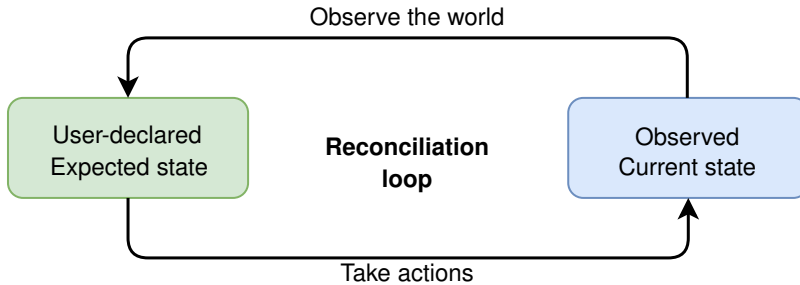 Observe the world
User-declared
Expected state
Reconciliation
loop
Observed
Current state
Take actions